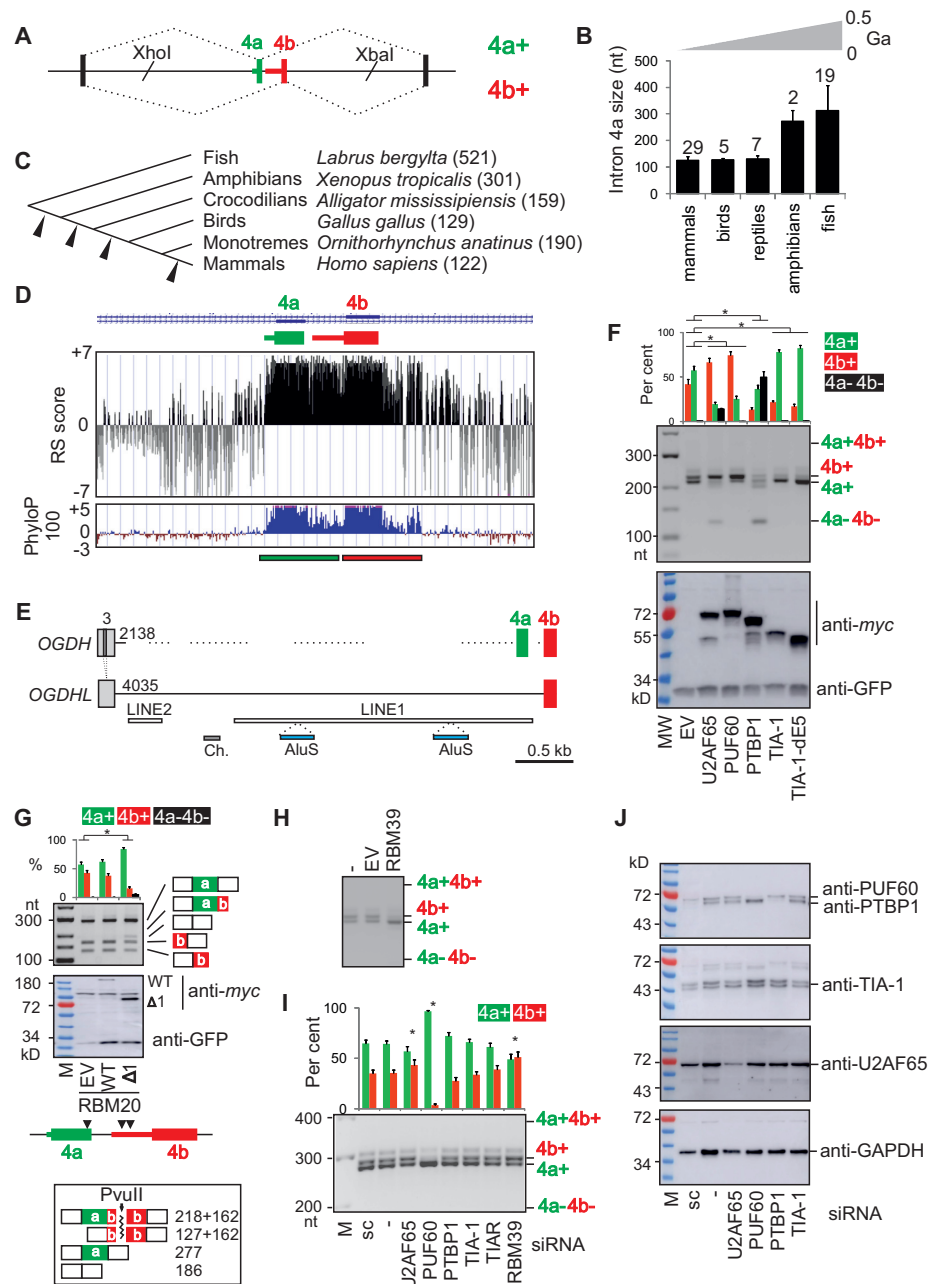 A
XhoI
4a
4b
XbaI
4a+
4b+
B
0.5
0
Ga
Intron 4a size (nt)
500
400
300
200
100
0
29
5
7
2
19
mammals
birds
reptiles
amphibians
fish
C
Fish Labrus bergylta (521)
Amphibians Xenopus tropicalis (301)
Crocodilians Alligator mississipiensis (159)
Birds Gallus gallus (129)
Monotremes Ornithorhynchus anatinus (190)
Mammals Homo sapiens (122)
D
4a
4b
RS score
+7
0
-7
PhyloP 100
+5
0
-3
E
3
OGDH
2138
4a
4b
OGDHL
4035
LINE2
LINE1
Ch.
AluS
AluS
0.5 kb
F
Per cent
100
50
0
*
*
*
4a+
4b+
4a- 4b-
300
200
100
nt
4a+4b+
4b+
4a+
4a- 4b-
72
55
34
kD
anti-myc
anti-GFP
MW
EV
U2AF65
PUF60
PTBP1
TIA-1
TIA-1-dE5
G
4a+ 4b+ 4a-4b-
%
100
50
0
*
nt
300
100
a
a b
b
b
180
72
34
kD
WT
Δ1
anti-myc
anti-GFP
M
EV
WT
Δ1
RBM20
4a
4b
PvuII
a b b 218+162
b b 127+162
a 277
186
H
-
EV
RBM39
4a+4b+
4b+
4a+
4a- 4b-
I
4a+ 4b+
Per cent
100
50
0
*
*
*
400
300
200
nt
4a+4b+
4b+
4a+
4a- 4b-
M
sc
-
U2AF65
PUF60
PTBP1
TIA-1
TIAR
RBM39
siRNA
J
kD
72
43
anti-PUF60
anti-PTBP1
72
43
anti-TIA-1
72
43
anti-U2AF65
72
34
anti-GAPDH
M
sc
-
U2AF65
PUF60
PTBP1
TIA-1
siRNA